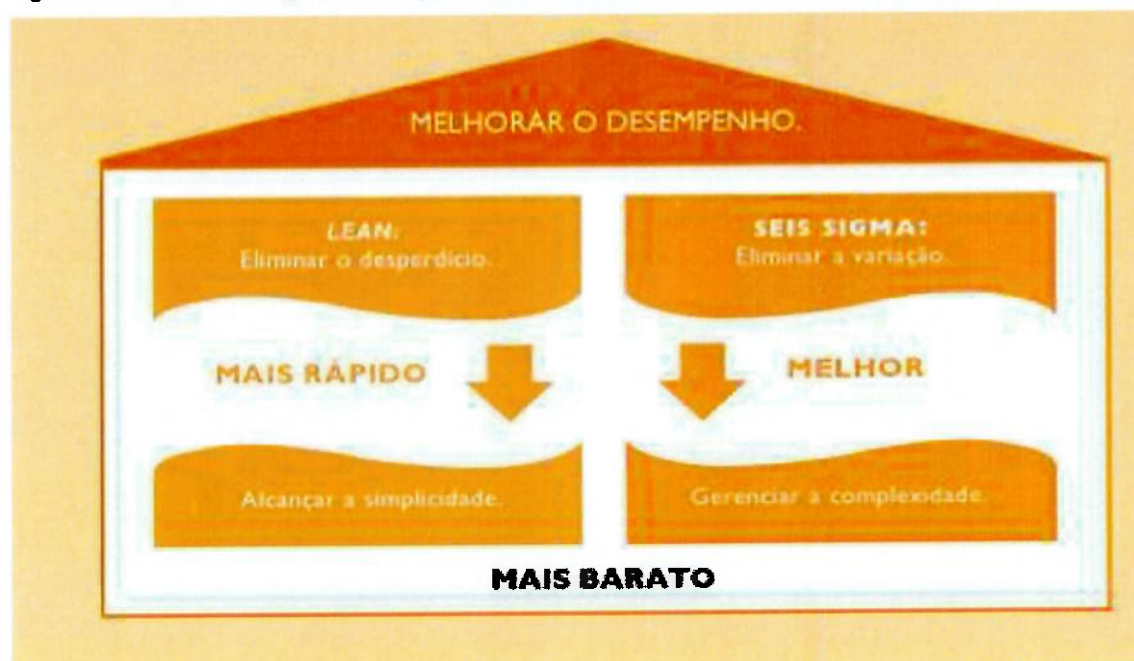 MELHORAR O DESEMPENHO.
LEAN:
Eliminar o desperdício.
SEIS SIGMA:
Eliminar a variação.
MAIS RÁPIDO
MELHOR
Alcançar a simplicidade.
Gerenciar a complexidade.
MAIS BARATO